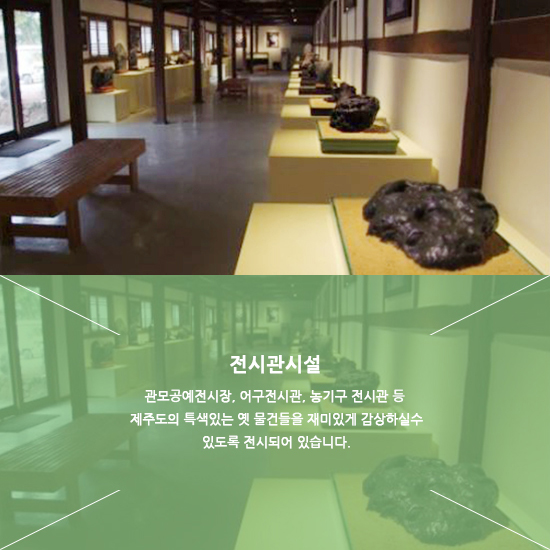 전시관시설
관모공예전시장, 어구전시관, 농기구 전시관 등
제주도의 특색있는 옛 물건들을 재미있게 감상하실수
있도록 전시되어 있습니다.